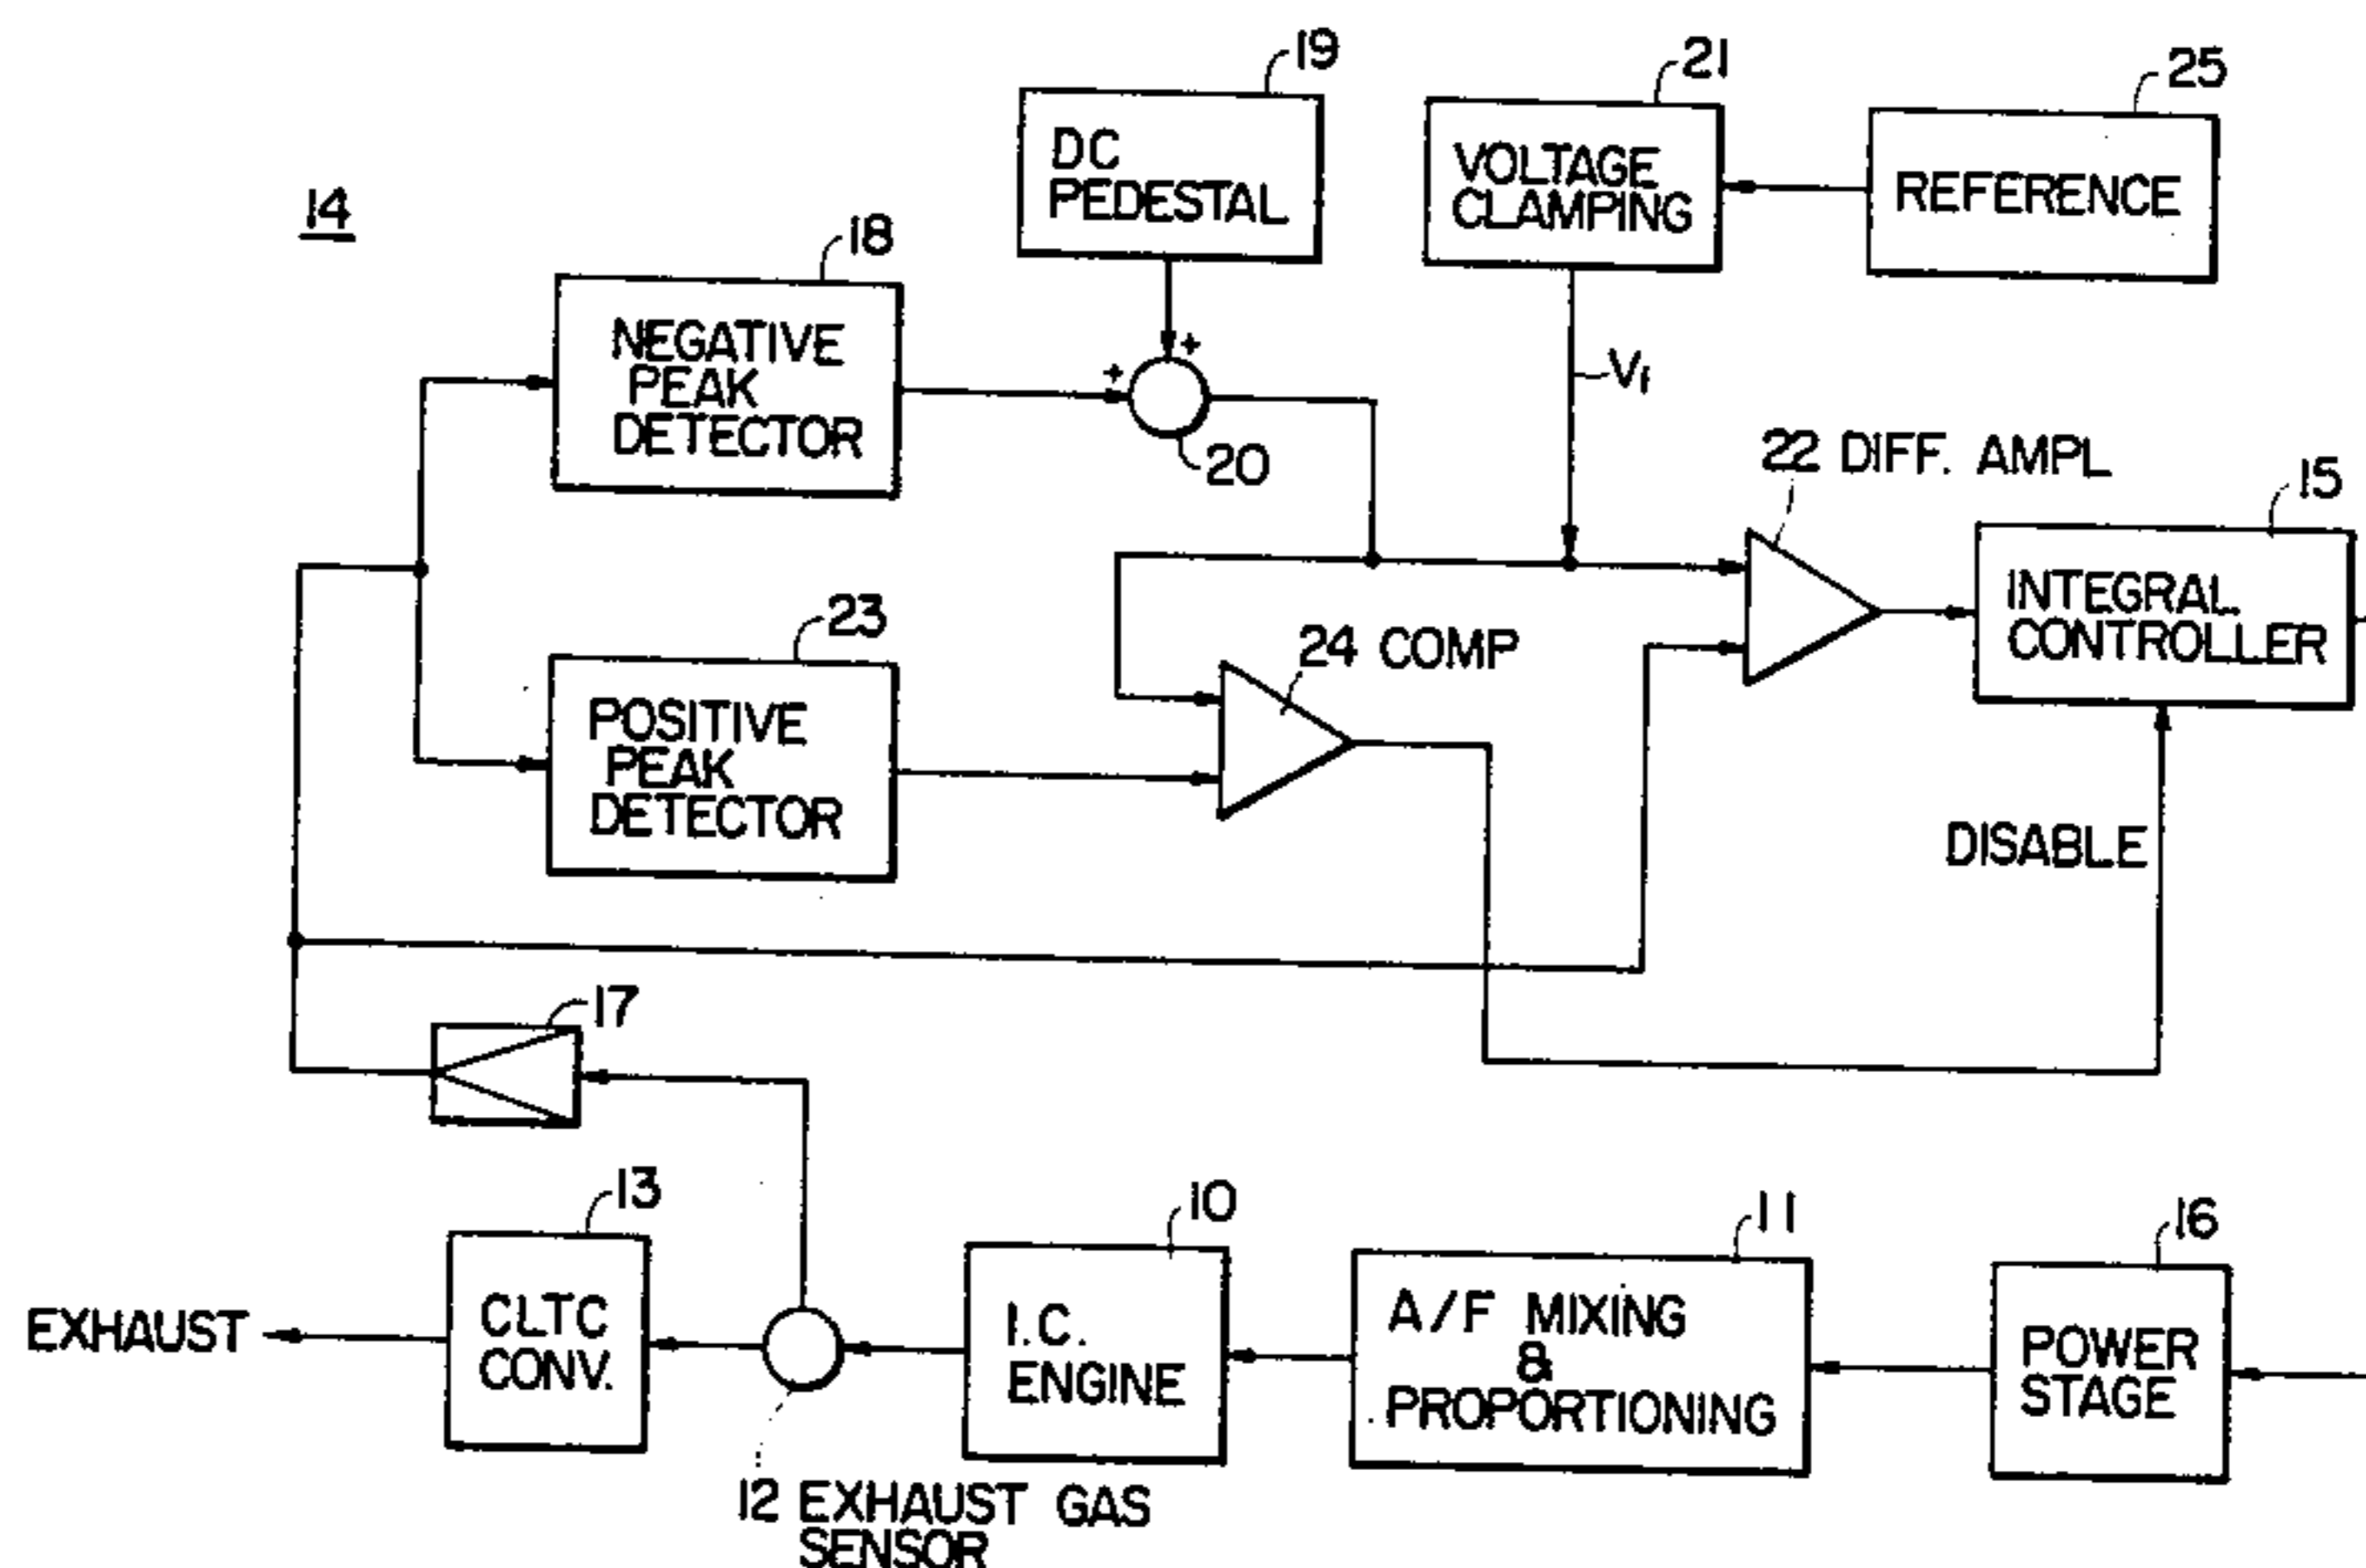 19
21
25
14
18
DC
PEDESTAL
VOLTAGE
CLAMPING
REFERENCE
NEGATIVE
PEAK
DETECTOR
+
+
20
V1
22 DIFF. AMPL
15
INTEGRAL
CONTROLLER
23
24 COMP
POSITIVE
PEAK
DETECTOR
DISABLE
17
13
10
11
16
EXHAUST
CLTC
CONV.
I.C.
ENGINE
A/F MIXING
&
PROPORTIONING
POWER
STAGE
12 EXHAUST GAS
SENSOR